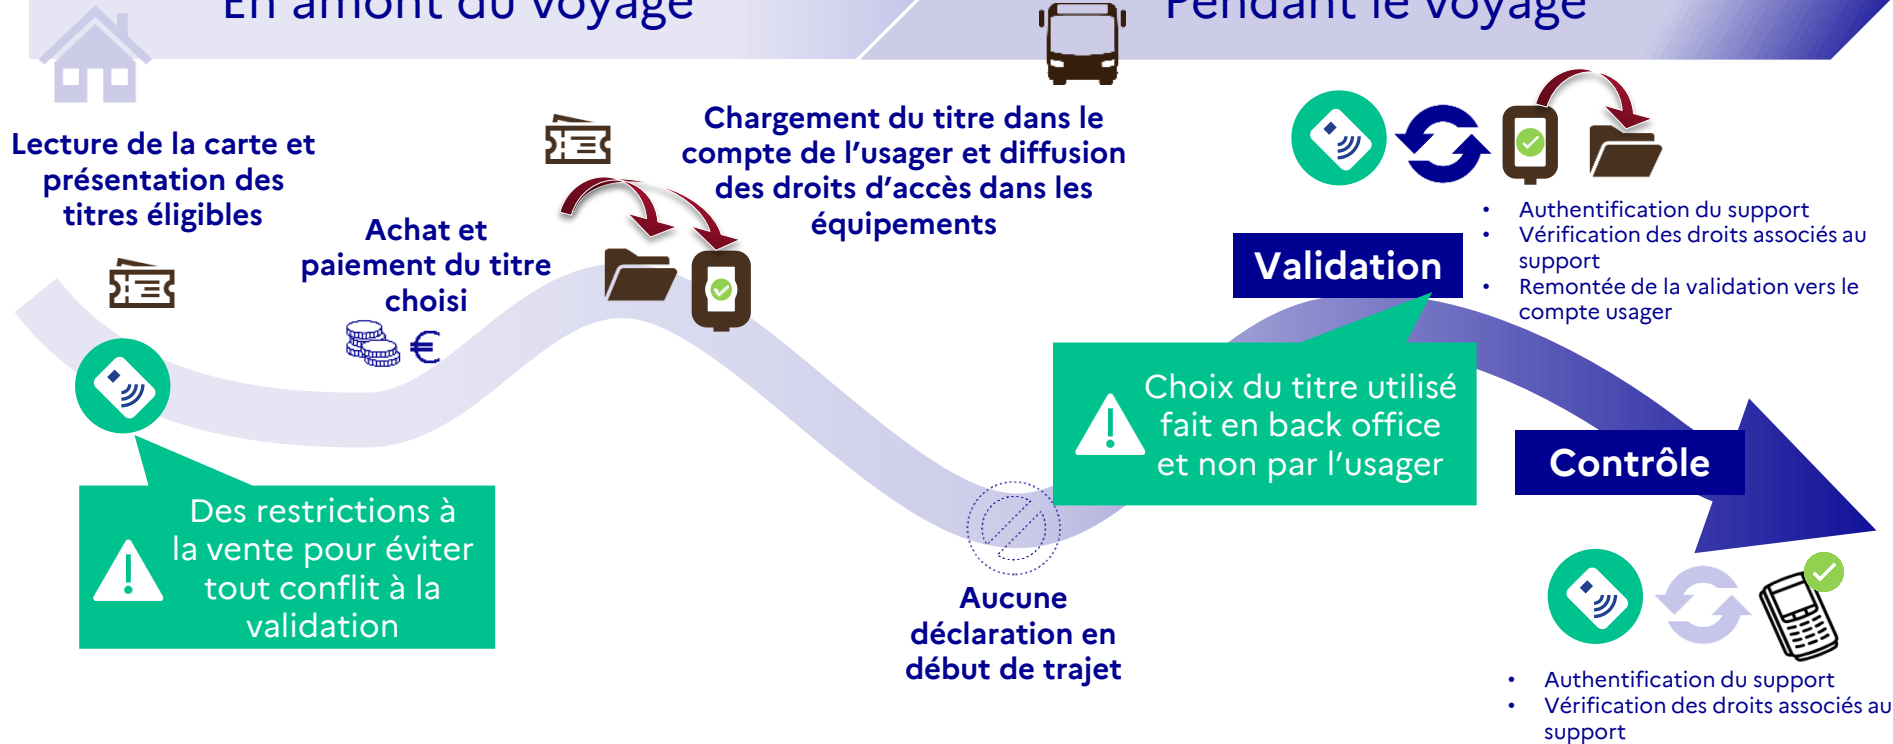 En amont du voyage
Pendant le voyage
Lecture de la carte et
présentation des
titres éligibles
Achat et
paiement du titre
choisi
€
Chargement du titre dans le
compte de l'usager et diffusion
des droits d'accès dans les
équipements
Des restrictions à
la vente pour éviter
tout conflit à la
validation
Aucune
déclaration en
début de trajet
Validation
• Authentification du support
• Vérification des droits associés au
support
• Remontée de la validation vers le
compte usager
Choix du titre utilisé
fait en back office
et non par l'usager
Contrôle
• Authentification du support
• Vérification des droits associés au
support